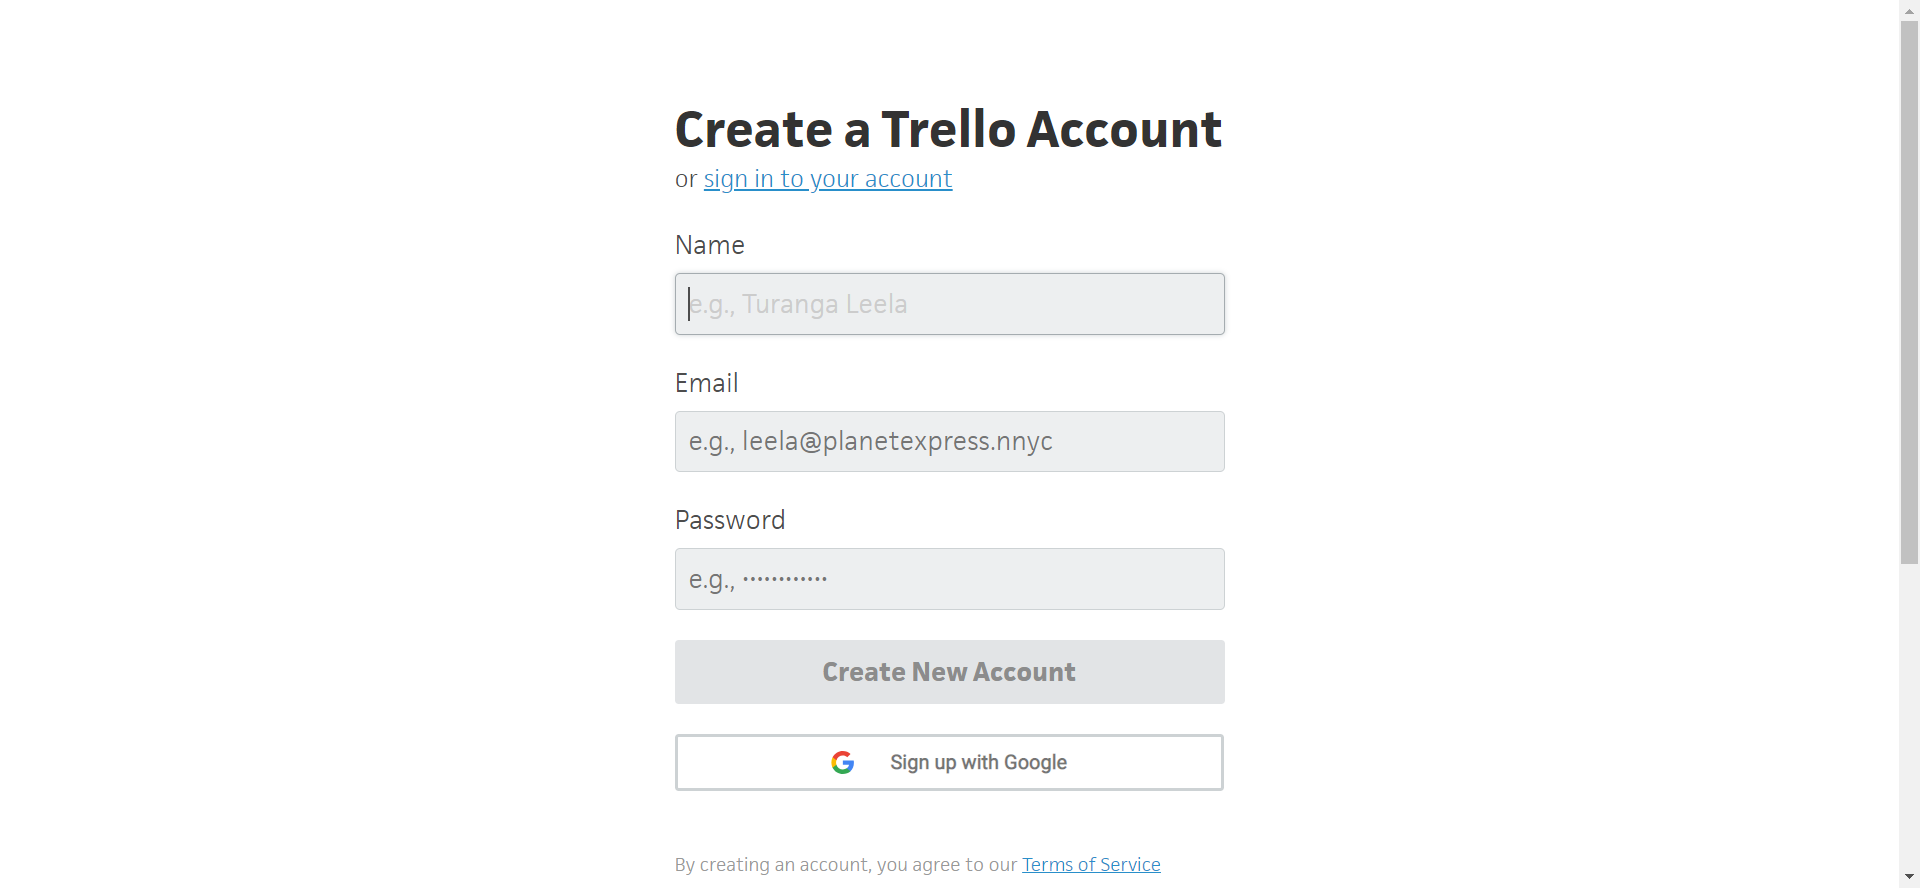 Create a Trello Account
or sign in to your account
Name
e.g., Turanga Leela
Email
e.g., leela@planetexpress.nnyc
Password
e.g., ••••••••••••
Create New Account
Sign up with Google
By creating an account, you agree to our Terms of Service